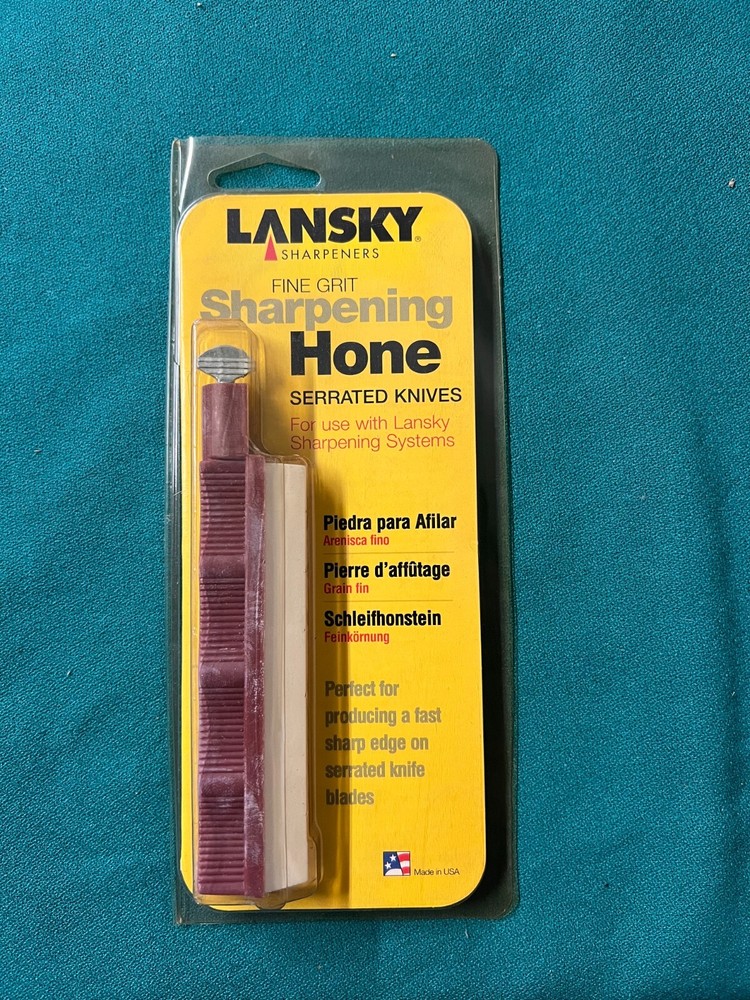 LANSKY®
SHARPENERS
FINE GRIT
Sharpening
Hone
SERRATED KNIVES
For use with Lansky
Sharpening Systems
Piedra para Afilar
Arenisca fino
Pierre d'affûtage
Grain fin
Schleifhonstein
Feinkörnung
Perfect for
producing a fast
sharp edge on
serrated knife
blades
Made in USA